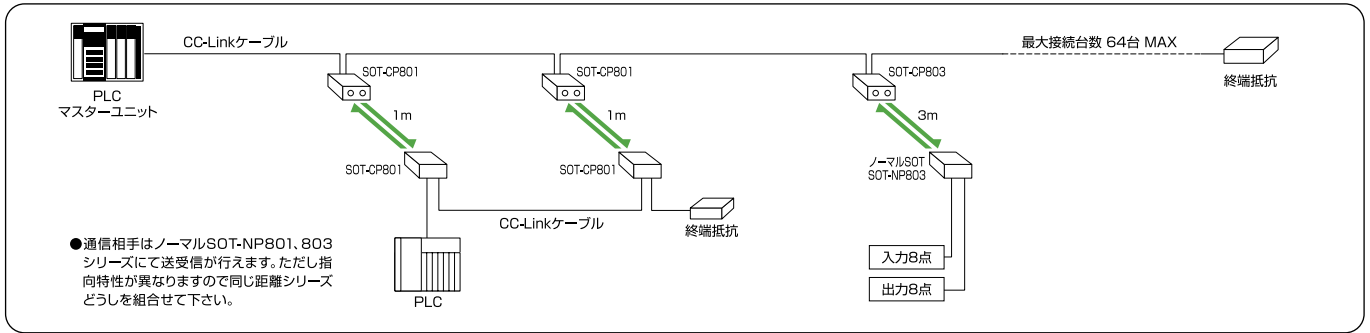 CC-Linkケーブル
最大接続台数 64台 MAX
SOT-CP801
SOT-CP801
SOT-CP803
終端抵抗
PLC
マスターユニット
1m
1m
3m
SOT-CP801
SOT-CP801
ノーマルSOT
SOT-NP803
CC-Linkケーブル
終端抵抗
●通信相手はノーマルSOT-NP801、803
シリーズにて送受信が行えます。ただし指
向特性が異なりますので同じ距離シリーズ
どうしを組合せて下さい。
PLC
入力8点
出力8点